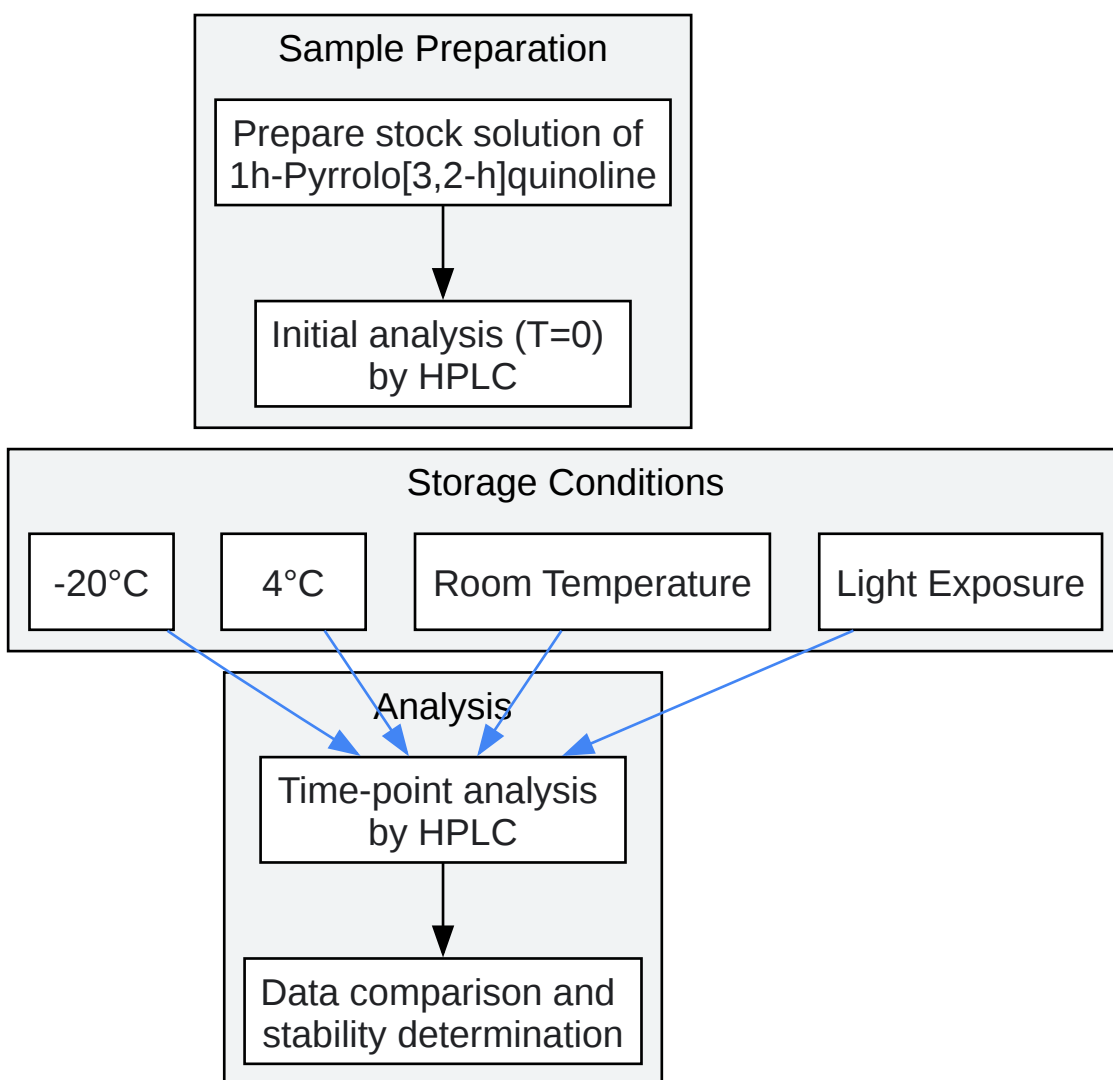 Sample Preparation
Prepare stock solution of
1h-Pyrrolo[3,2-h]quinoline
Initial analysis (T=0)
by HPLC
Storage Conditions
-20°C
4°C
Room Temperature
Light Exposure
Analysis
Time-point analysis
by HPLC
Data comparison and
stability determination